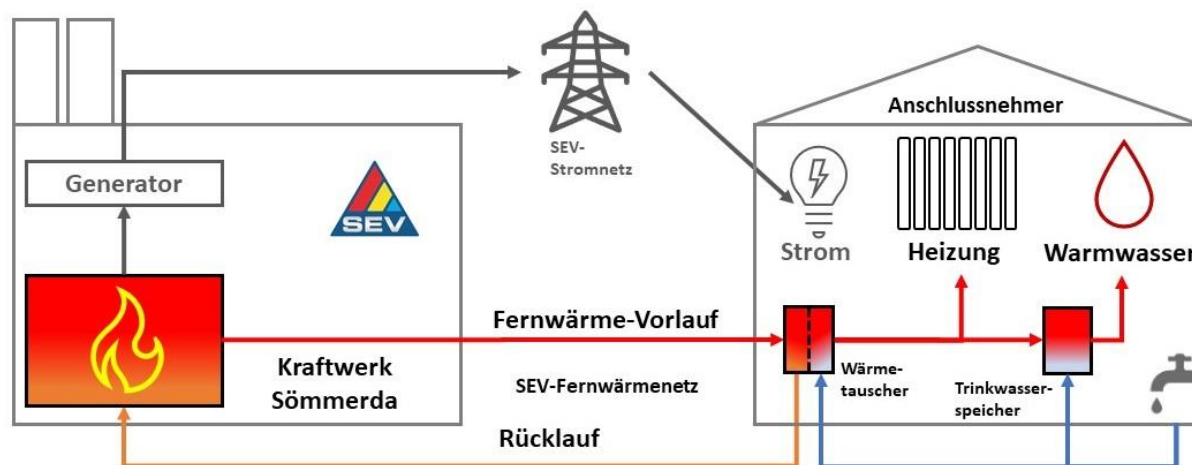 Anschlussnehmer
SEV-
Stromnetz
Generator
SEV
Strom
Heizung
Warmwasser
Fernwärme-Vorlauf
Kraftwerk
Sömmerda
SEV-Fernwärmenetz
Wärme-
tauscher
Trinkwasser-
speicher
Rücklauf